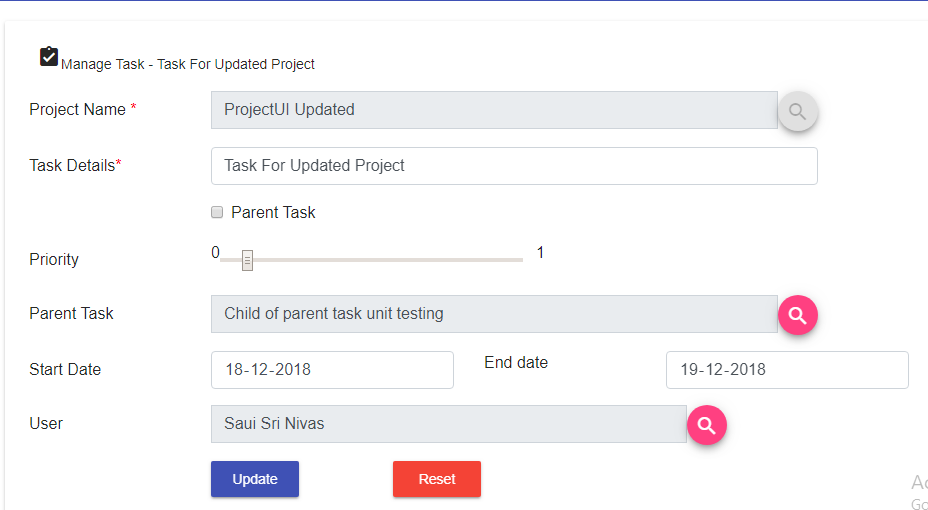 Manage Task - Task For Updated Project
Project Name * ProjectUI Updated
Task Details* Task For Updated Project
Parent Task
Priority 0 1
Parent Task Child of parent task unit testing
Start Date 18-12-2018 End date 19-12-2018
User Saui Sri Nivas
Update Reset